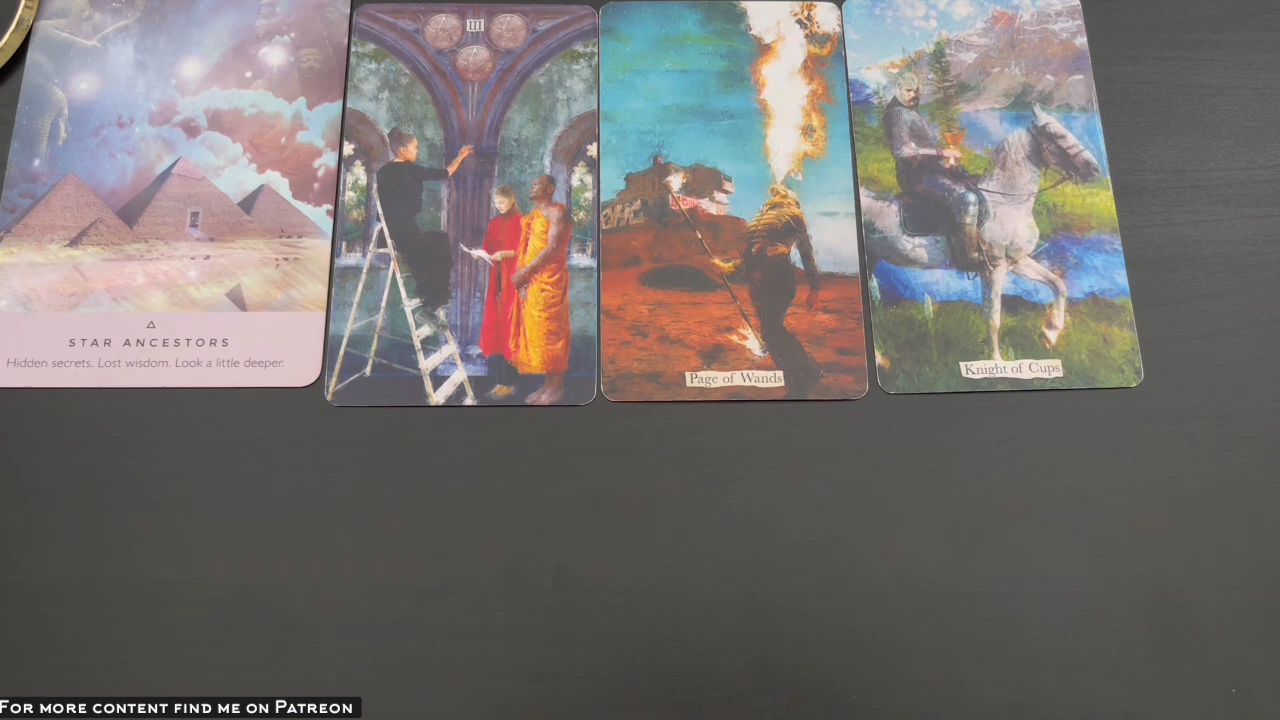 III
STAR ANCESTORS
Hidden secrets. Lost wisdom. Look a little deeper.
Page of Wands
Knight of Cups
FOR MORE CONTENT FIND ME ON PATREON